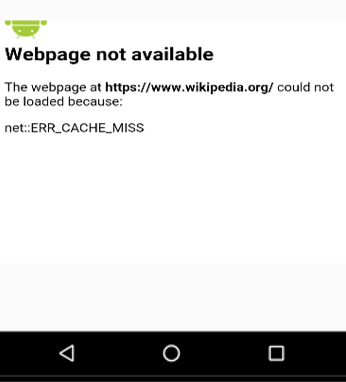 Webpage not available
The webpage at https://www.wikipedia.org/ could not
be loaded because:
net::ERR_CACHE_MISS